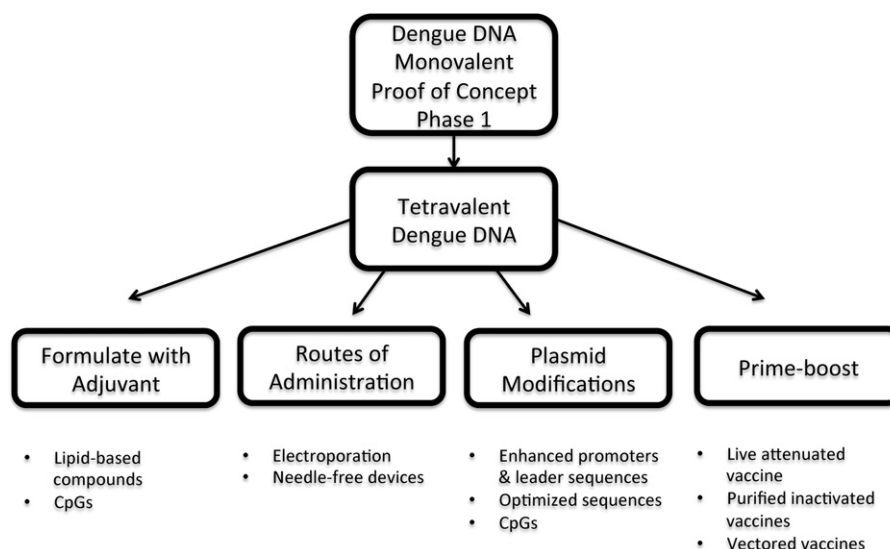 Dengue DNA
Monovalent
Proof of Concept
Phase 1
Tetravalent
Dengue DNA
Formulate with
Adjuvant
Routes of
Administration
Plasmid
Modifications
Prime-boost
• Lipid-based
compounds
• CpGs
• Electroporation
• Needle-free devices
• Enhanced promoters
& leader sequences
• Optimized sequences
• CpGs
• Live attenuated
vaccine
• Purified inactivated
vaccines
• Vectored vaccines